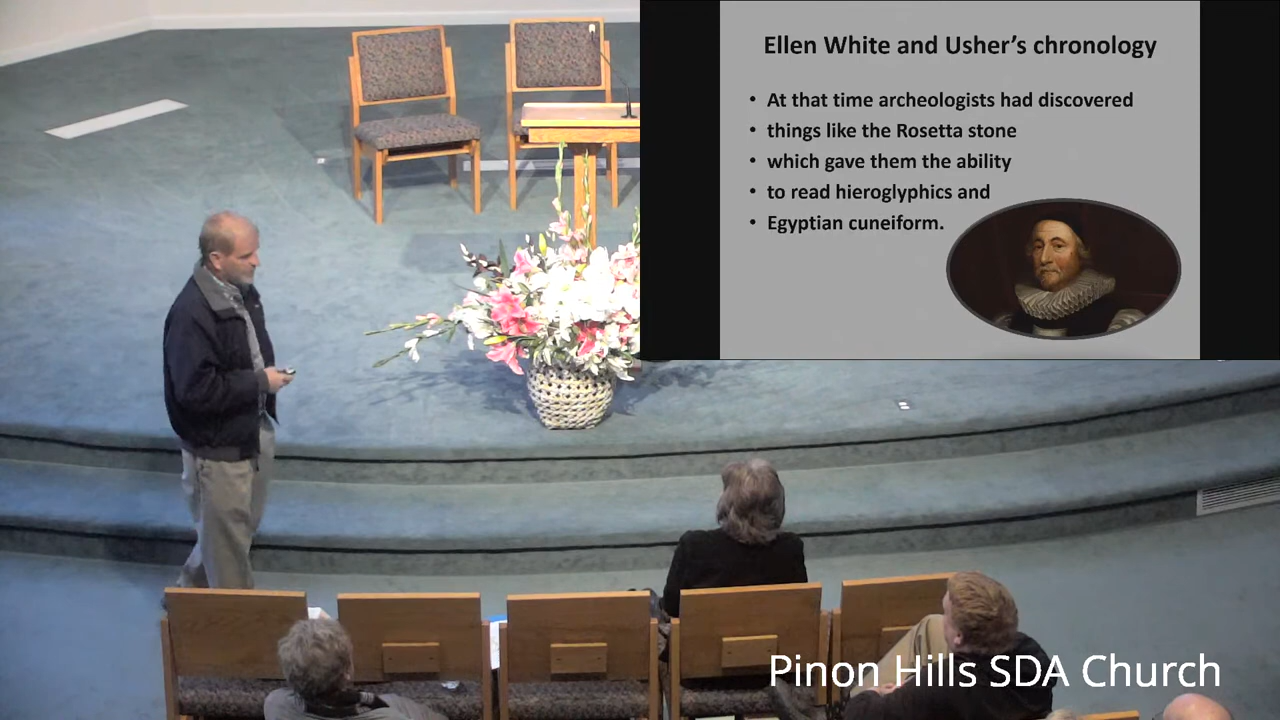 Ellen White and Usher's chronology
• At that time archeologists had discovered
• things like the Rosetta stone
• which gave them the ability
• to read hieroglyphics and
• Egyptian cuneiform.
Pinon Hills SDA Church